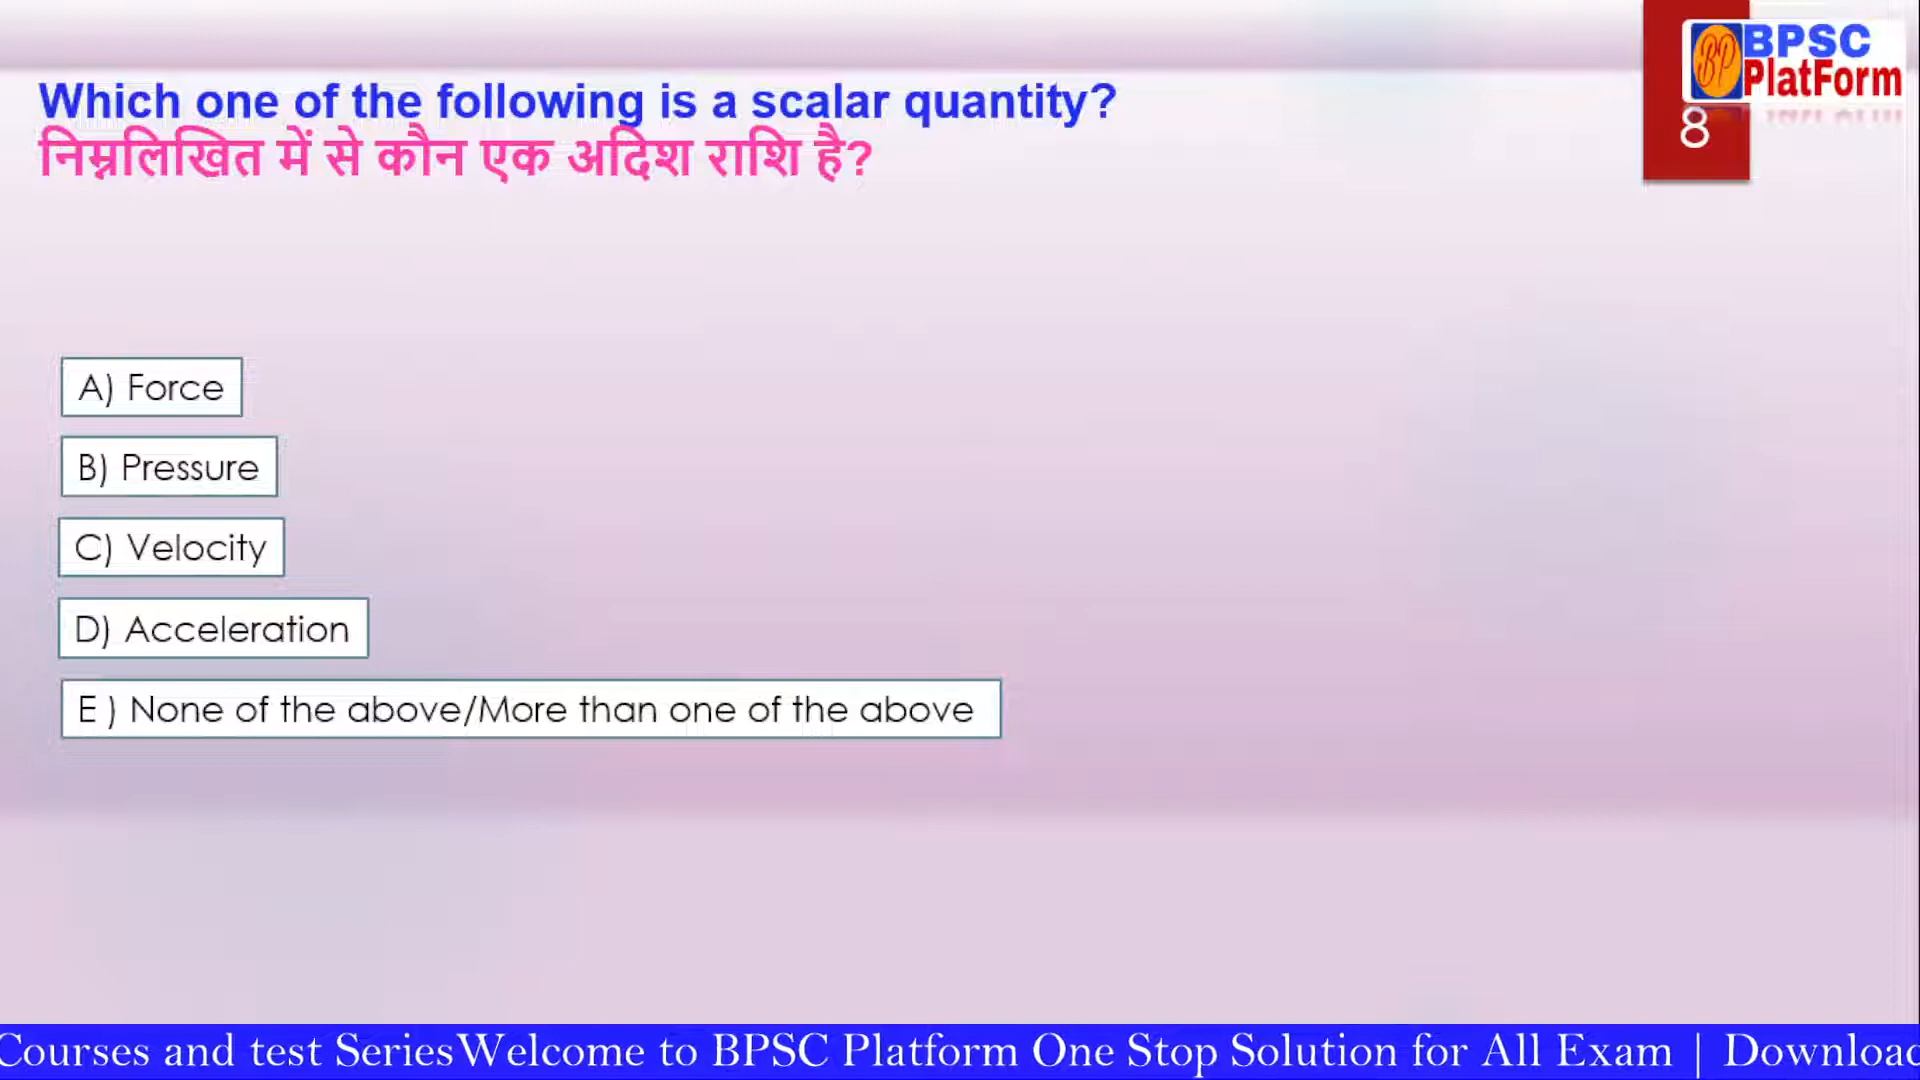 BPSC
PlatForm
8
Which one of the following is a scalar quantity?
निम्नलिखित में से कौन एक अदिश राशि है?
A) Force
B) Pressure
C) Velocity
D) Acceleration
E ) None of the above/More than one of the above
Courses and test SeriesWelcome to BPSC Platform One Stop Solution for All Exam | Download